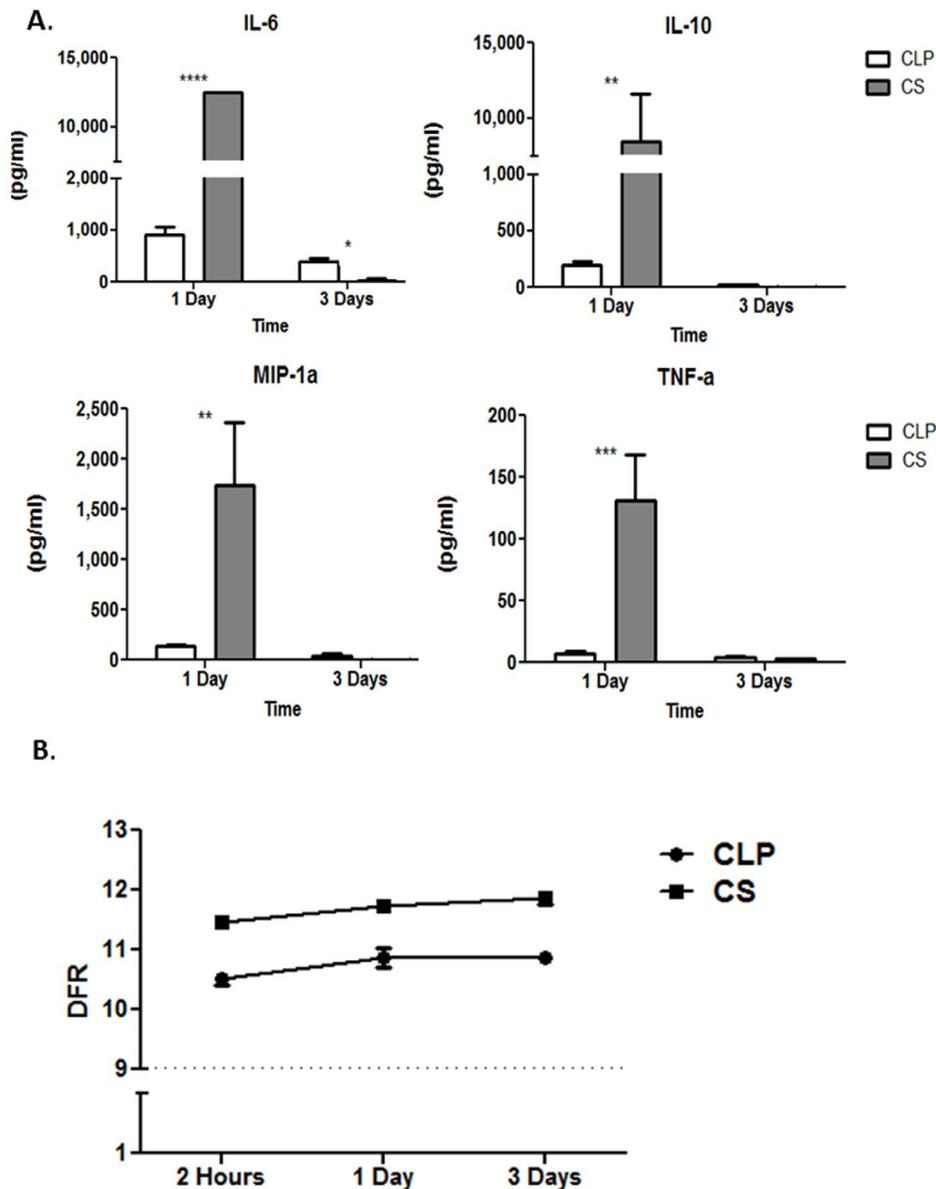 A.
IL-6
15,000
10,000
2,000
1,000
0
(pg/ml)
****
*
1 Day
3 Days
Time
IL-10
15,000
10,000
1,000
500
0
(pg/ml)
**
1 Day
3 Days
Time
CLP
CS
MIP-1a
2,500
2,000
1,500
1,000
500
0
(pg/ml)
**
1 Day
3 Days
Time
TNF-a
200
150
100
50
0
(pg/ml)
***
1 Day
3 Days
Time
CLP
CS
B.
13
12
11
10
9
1
DFR
2 Hours
1 Day
3 Days
CLP
CS